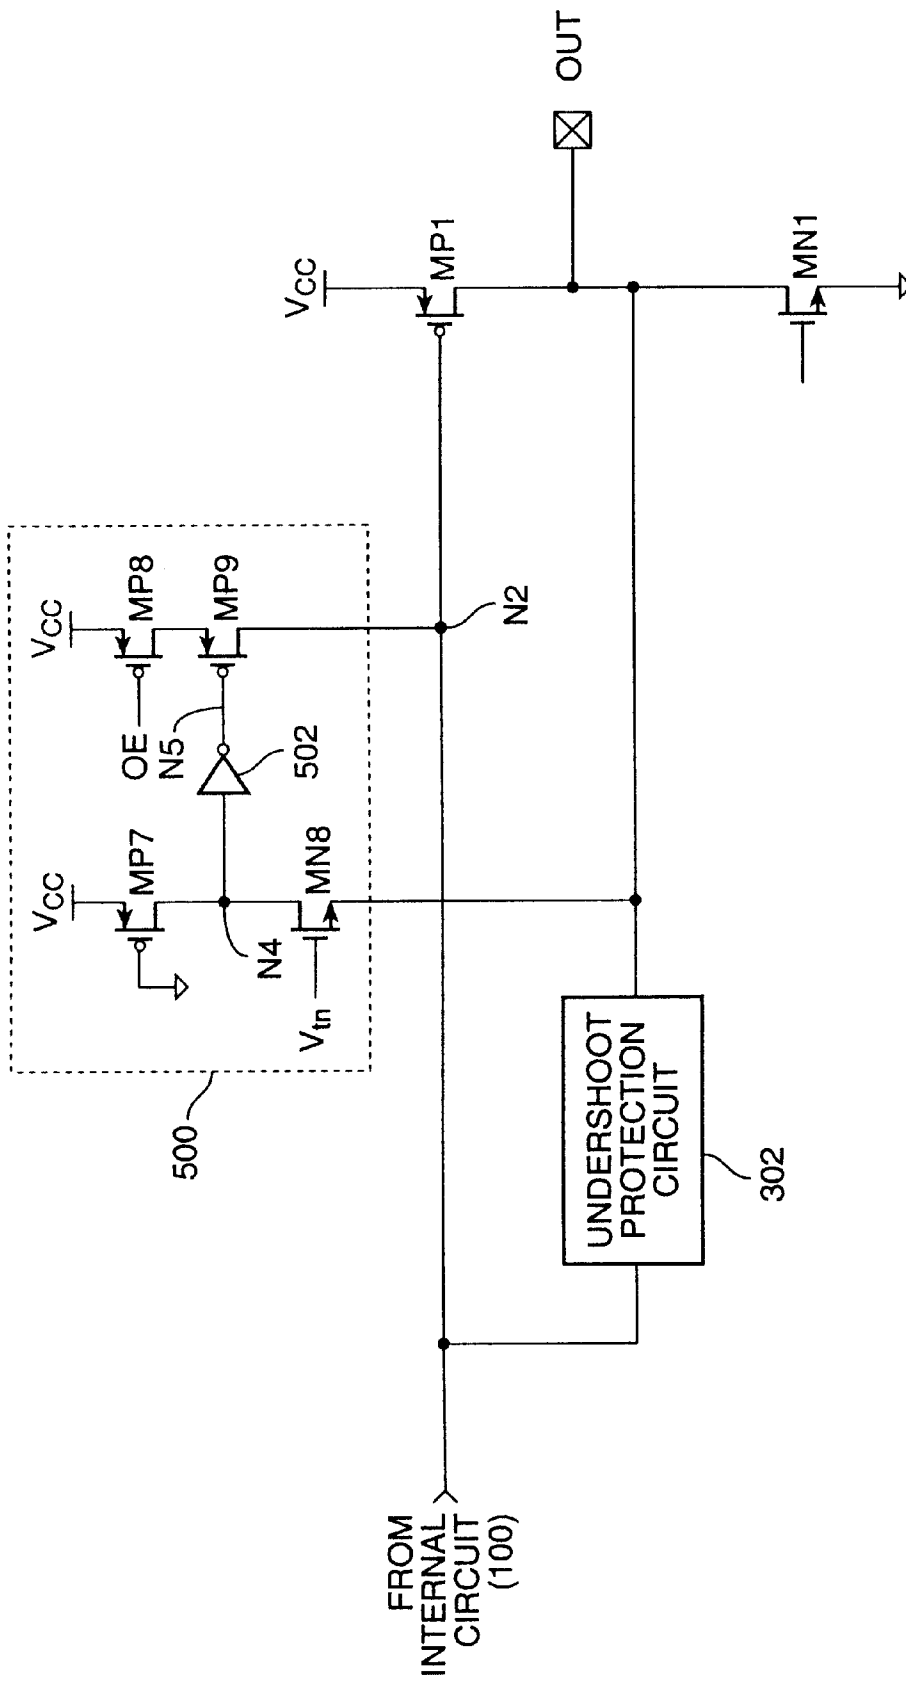 VCC
MP7
N4
MN8
Vtn
500
VCC
MP8
OE
N5
MP9
502
N2
VCC
MP1
OUT
MN1
UNDERSHOOT
PROTECTION
CIRCUIT
302
FROM
INTERNAL
CIRCUIT
(100)